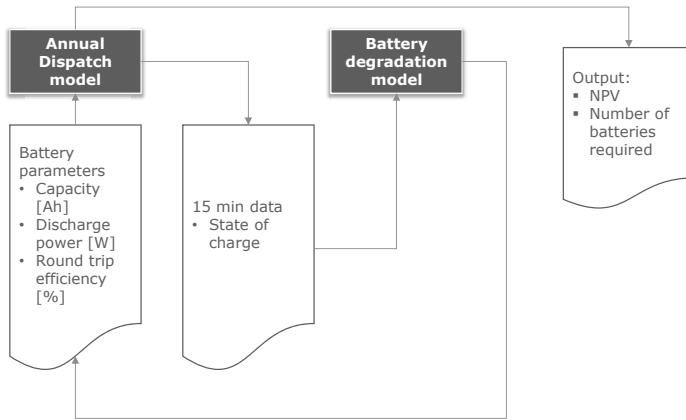 Annual
Dispatch
model
Battery
degradation
model
Output:
▪ NPV
▪ Number of
batteries
required
Battery
parameters
• Capacity
[Ah]
• Discharge
power [W]
• Round trip
efficiency
[%]
15 min data
• State of
charge